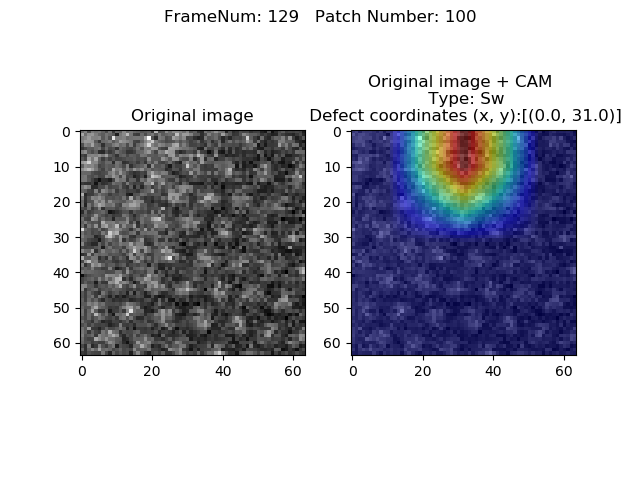 FrameNum: 129   Patch Number: 100
Original image
0
10
20
30
40
50
60
0 20 40 60
Original image + CAM
Type: Sw
Defect coordinates (x, y):[(0.0, 31.0)]
0
10
20
30
40
50
60
0 20 40 60